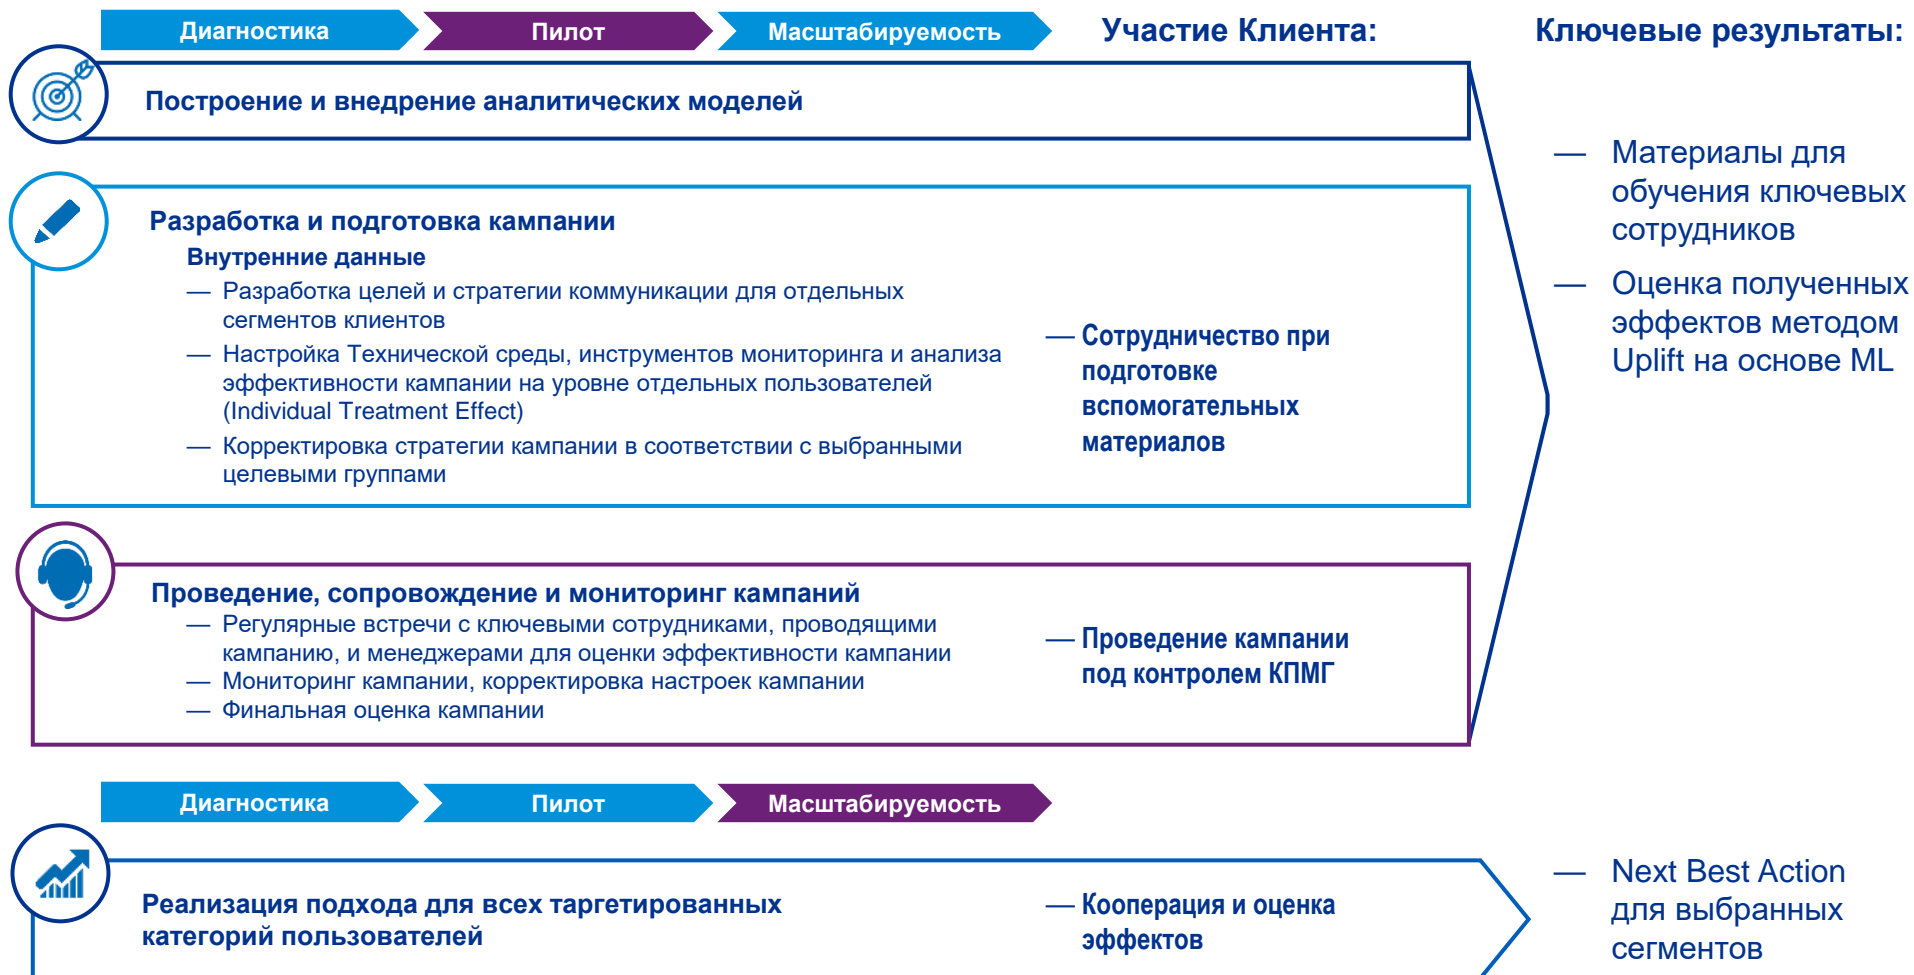 Диагностика
Пилот
Масштабируемость
Участие Клиента:
Ключевые результаты:
Построение и внедрение аналитических моделей
Разработка и подготовка кампании
Внутренние данные
— Разработка целей и стратегии коммуникации для отдельных
сегментов клиентов
— Настройка Технической среды, инструментов мониторинга и анализа
эффективности кампании на уровне отдельных пользователей
(Individual Treatment Effect)
— Корректировка стратегии кампании в соответствии с выбранными
целевыми группами
— Сотрудничество при
подготовке
вспомогательных
материалов
Проведение, сопровождение и мониторинг кампаний
— Регулярные встречи с ключевыми сотрудниками, проводящими
кампанию, и менеджерами для оценки эффективности кампании
— Мониторинг кампании, корректировка настроек кампании
— Финальная оценка кампании
— Проведение кампании
под контролем КПМГ
— Материалы для
обучения ключевых
сотрудников
— Оценка полученных
эффектов методом
Uplift на основе ML
Диагностика
Пилот
Масштабируемость
Реализация подхода для всех таргетированных
категорий пользователей
— Кооперация и оценка
эффектов
— Next Best Action
для выбранных
сегментов